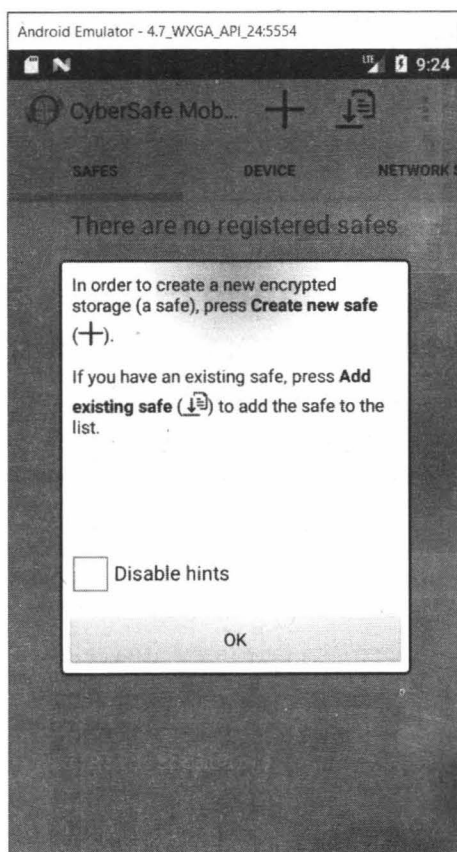 Android Emulator - 4.7_WXGA_API_24:5554
LTE 9:24
CyberSafe Mob...
SAFES DEVICE NETWORK
There are no registered safes
In order to create a new encrypted
storage (a safe), press Create new safe
(+).
If you have an existing safe, press Add
existing safe () to add the safe to the
list.
Disable hints
OK